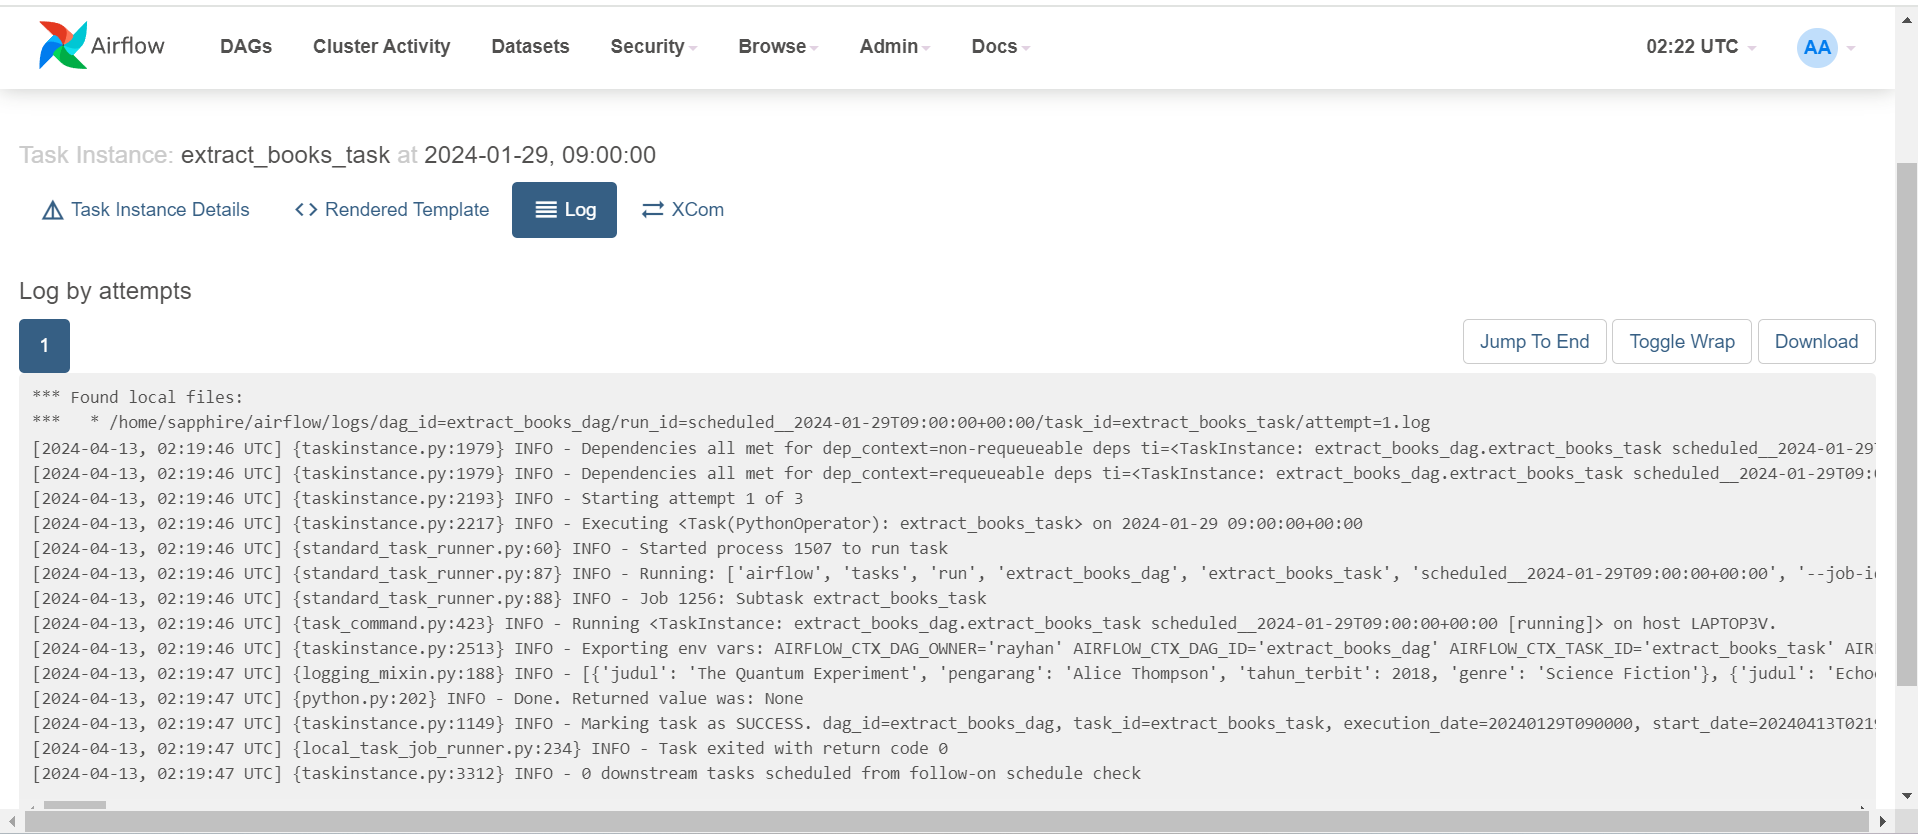 Airflow DAGs Cluster Activity Datasets Security Browse Admin Docs 02:22 UTC AA
Task Instance: extract_books_task at 2024-01-29, 09:00:00
Task Instance Details <> Rendered Template Log XCom
Log by attempts
1 Jump To End Toggle Wrap Download
*** Found local files:
***   * /home/sapphire/airflow/logs/dag_id=extract_books_dag/run_id=scheduled__2024-01-29T09:00:00+00:00/task_id=extract_books_task/attempt=1.log
[2024-04-13, 02:19:46 UTC] {taskinstance.py:1979} INFO - Dependencies all met for dep_context=non-requeueable deps ti=<TaskInstance: extract_books_dag.extract_books_task scheduled__2024-01-29T
[2024-04-13, 02:19:46 UTC] {taskinstance.py:1979} INFO - Dependencies all met for dep_context=requeueable deps ti=<TaskInstance: extract_books_dag.extract_books_task scheduled__2024-01-29T09:0
[2024-04-13, 02:19:46 UTC] {taskinstance.py:2193} INFO - Starting attempt 1 of 3
[2024-04-13, 02:19:46 UTC] {taskinstance.py:2217} INFO - Executing <Task(PythonOperator): extract_books_task> on 2024-01-29 09:00:00+00:00
[2024-04-13, 02:19:46 UTC] {standard_task_runner.py:60} INFO - Started process 1507 to run task
[2024-04-13, 02:19:46 UTC] {standard_task_runner.py:87} INFO - Running: ['airflow', 'tasks', 'run', 'extract_books_dag', 'extract_books_task', 'scheduled__2024-01-29T09:00:00+00:00', '--job-i
[2024-04-13, 02:19:46 UTC] {standard_task_runner.py:88} INFO - Job 1256: Subtask extract_books_task
[2024-04-13, 02:19:46 UTC] {task_command.py:423} INFO - Running <TaskInstance: extract_books_dag.extract_books_task scheduled__2024-01-29T09:00:00+00:00 [running]> on host LAPTOP3V.
[2024-04-13, 02:19:46 UTC] {taskinstance.py:2513} INFO - Exporting env vars: AIRFLOW_CTX_DAG_OWNER='rayhan' AIRFLOW_CTX_DAG_ID='extract_books_dag' AIRFLOW_CTX_TASK_ID='extract_books_task' AIR
[2024-04-13, 02:19:47 UTC] {logging_mixin.py:188} INFO - [{'judul': 'The Quantum Experiment', 'pengarang': 'Alice Thompson', 'tahun_terbit': 2018, 'genre': 'Science Fiction'}, {'judul': 'Echo
[2024-04-13, 02:19:47 UTC] {python.py:202} INFO - Done. Returned value was: None
[2024-04-13, 02:19:47 UTC] {taskinstance.py:1149} INFO - Marking task as SUCCESS. dag_id=extract_books_dag, task_id=extract_books_task, execution_date=20240129T090000, start_date=20240413T0219
[2024-04-13, 02:19:47 UTC] {local_task_job_runner.py:234} INFO - Task exited with return code 0
[2024-04-13, 02:19:47 UTC] {taskinstance.py:3312} INFO - 0 downstream tasks scheduled from follow-on schedule check